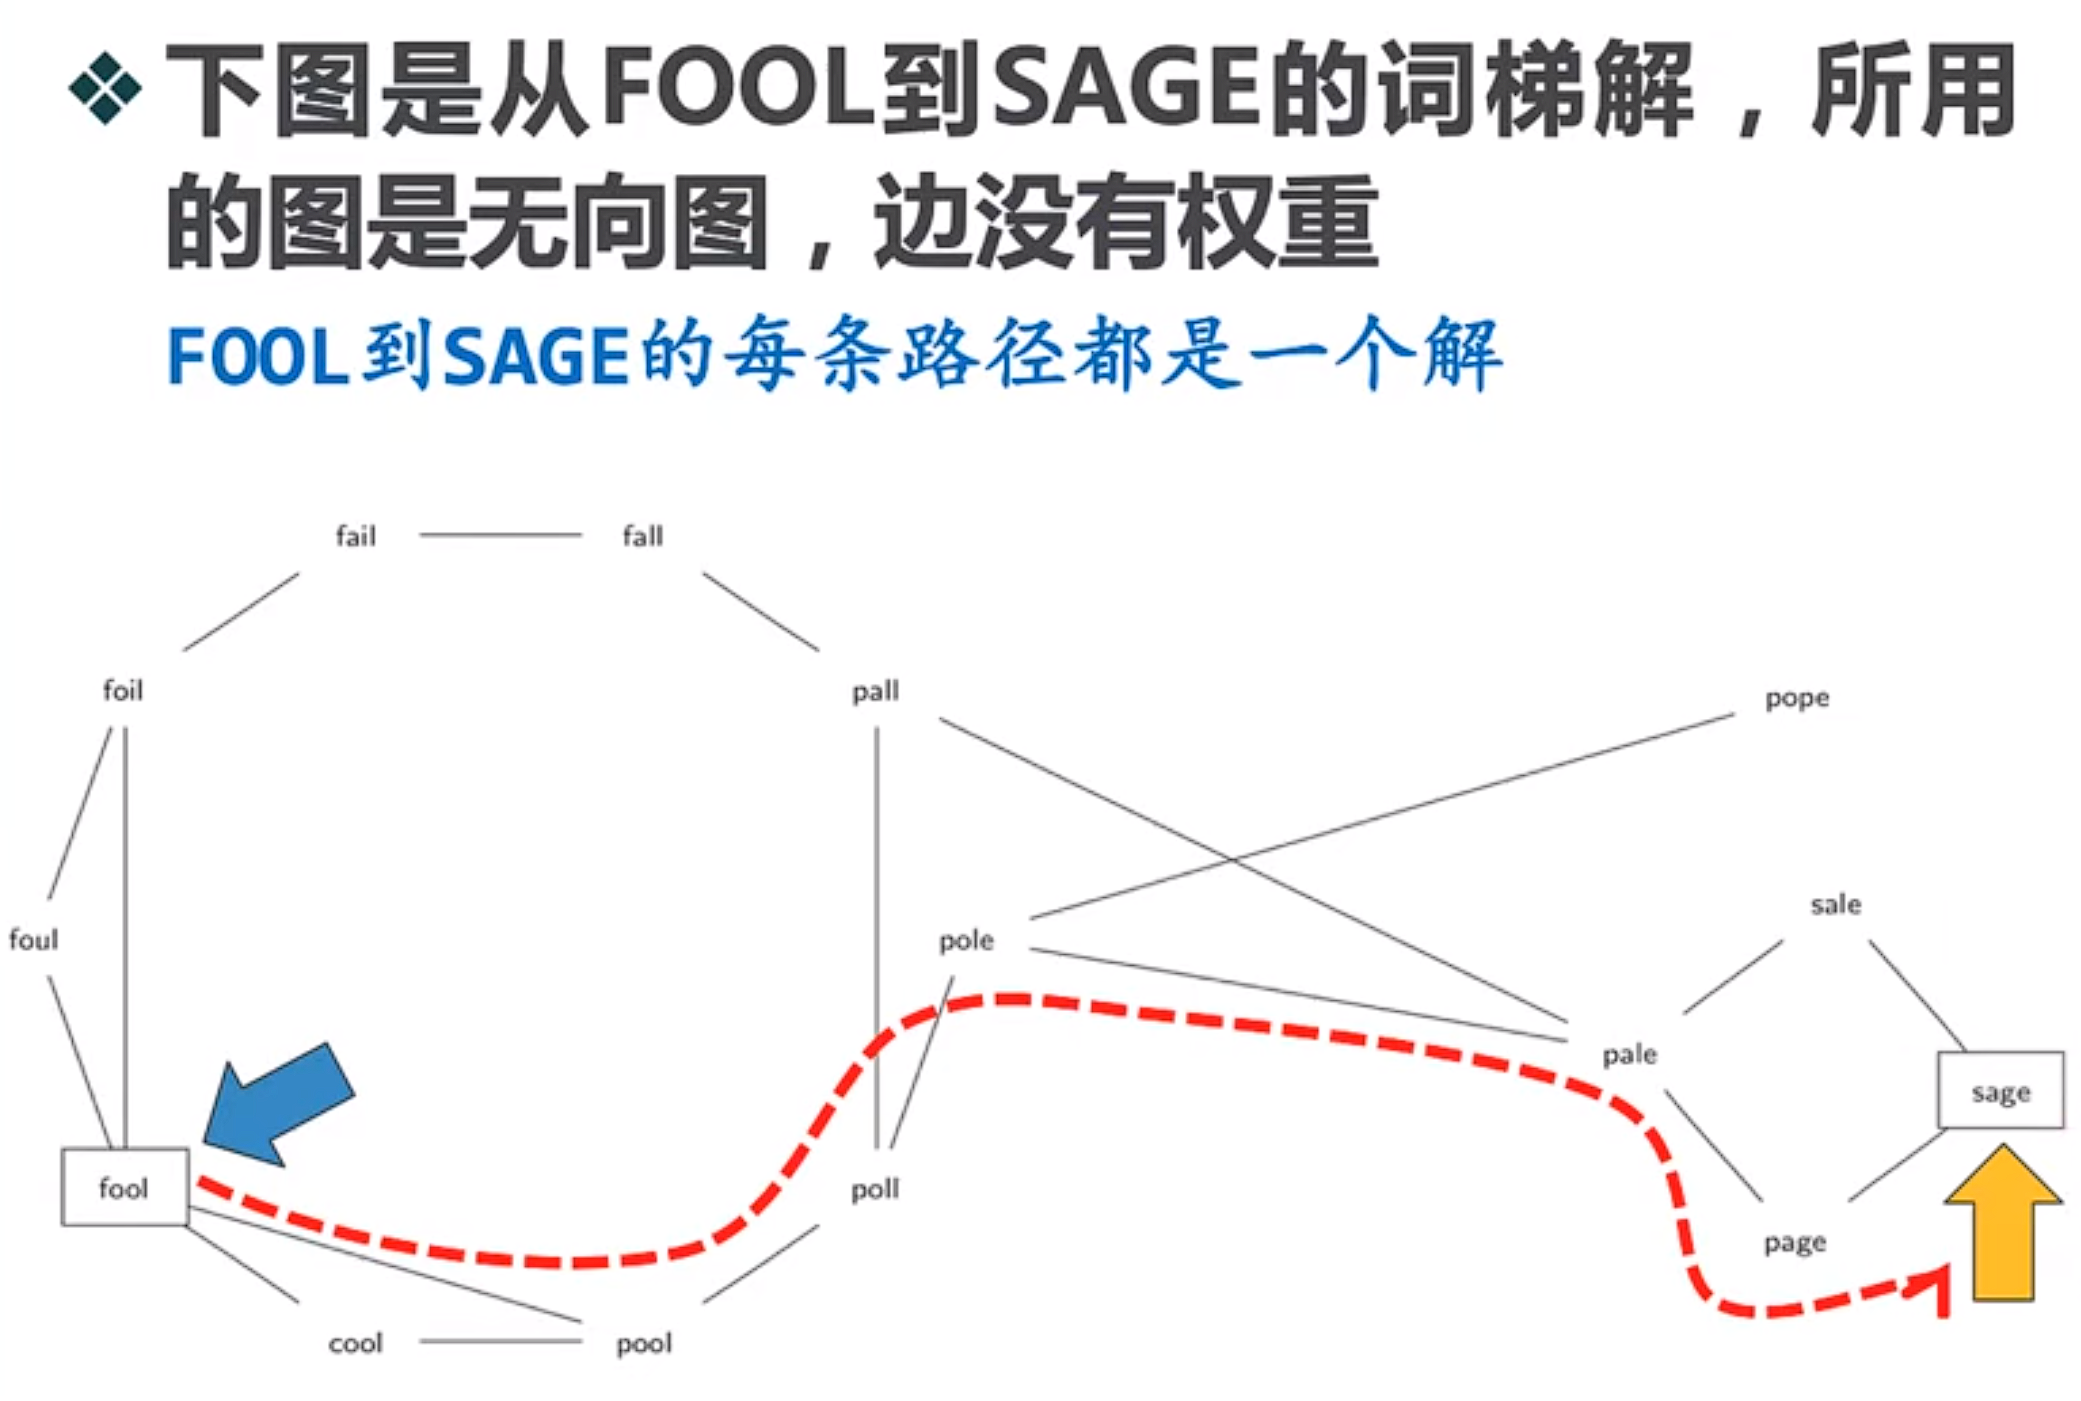 下图是从FOOL到SAGE的词梯解，所用
的图是无向图，边没有权重
FOOL到SAGE的每条路径都是一个解
fail
fall
foil
pall
pope
sale
foul
pole
pale
sage
fool
poll
page
cool
pool